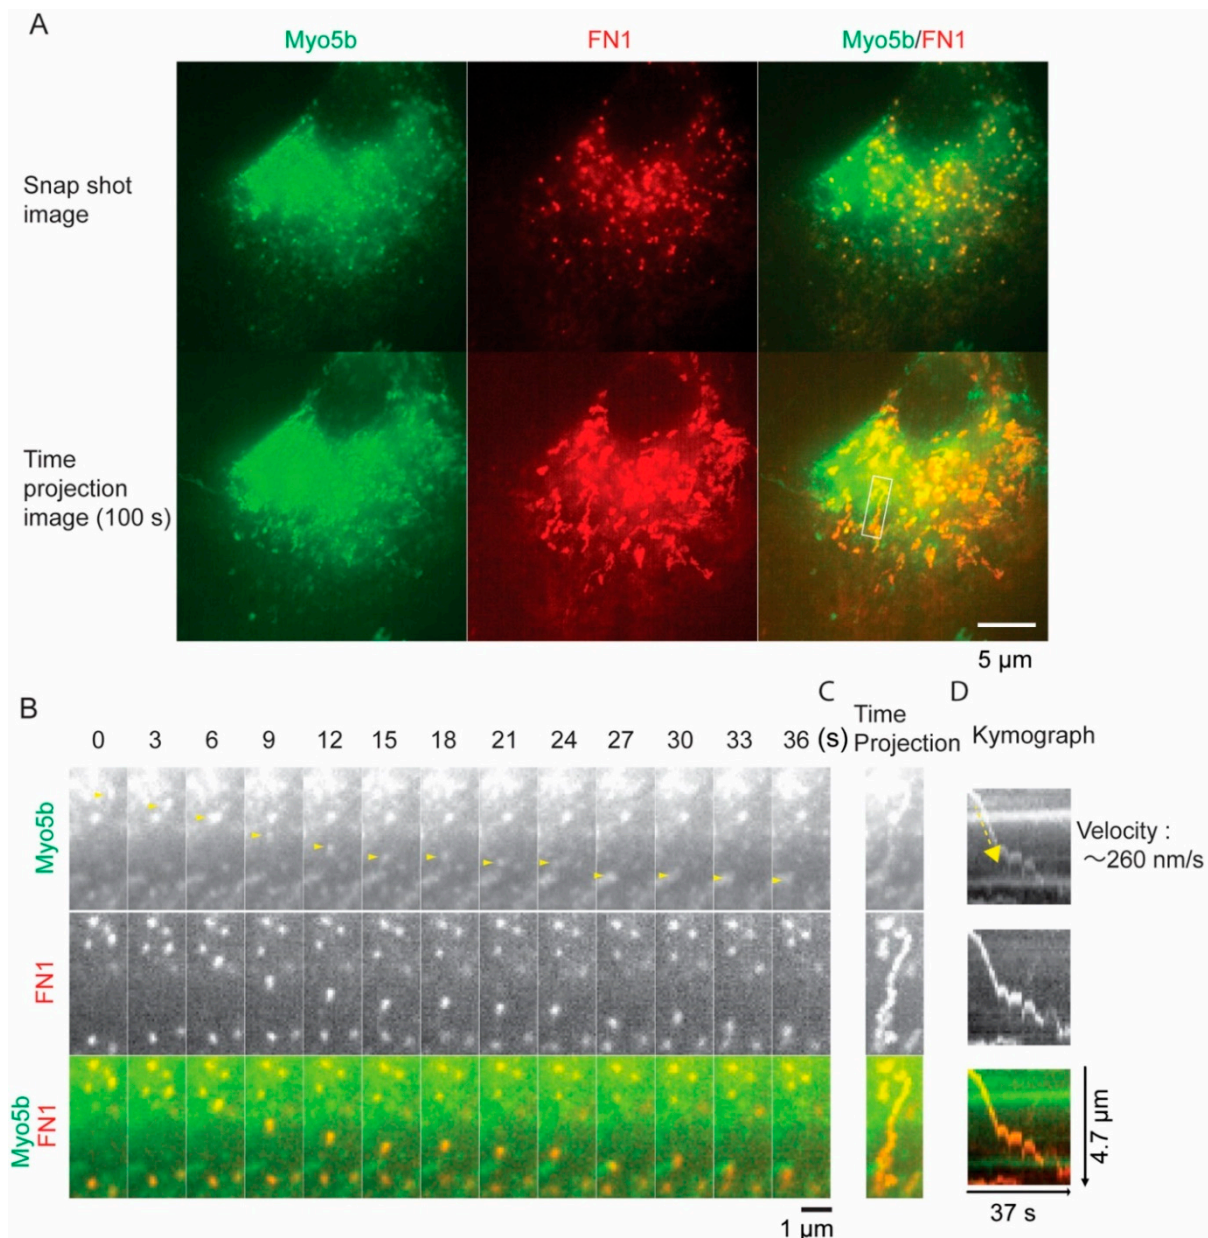 A
Myo5b
FN1
Myo5b/FN1
Snap shot
image
Time
projection
image (100 s)
5 μm
B
C
D
0 3 6 9 12 15 18 21 24 27 30 33 36 (s)
Time
Projection
Kymograph
Myo5b
Velocity :
～260 nm/s
FN1
Myo5b
FN1
4.7 μm
1 μm
37 s